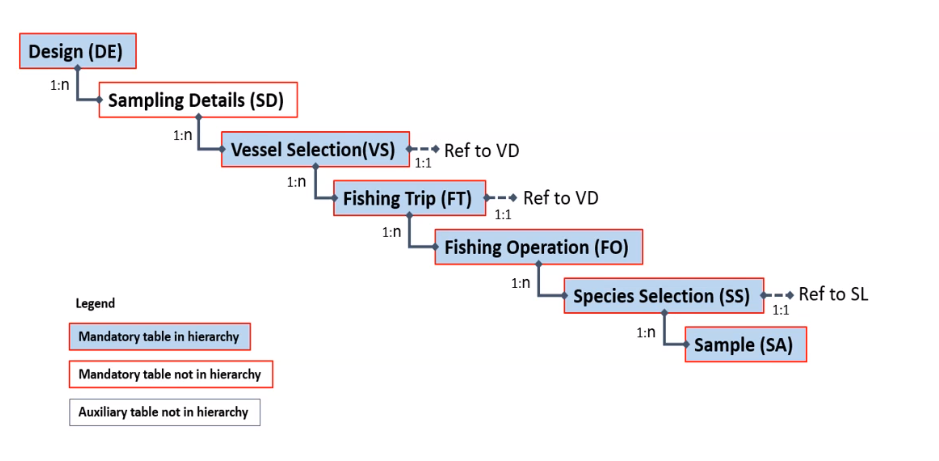 Design (DE)
1:n
Sampling Details (SD)
1:n
Vessel Selection(VS)
1:1
Ref to VD
1:n
Fishing Trip (FT)
1:1
Ref to VD
1:n
Fishing Operation (FO)
1:n
Species Selection (SS)
1:1
Ref to SL
1:n
Sample (SA)
Legend
Mandatory table in hierarchy
Mandatory table not in hierarchy
Auxiliary table not in hierarchy